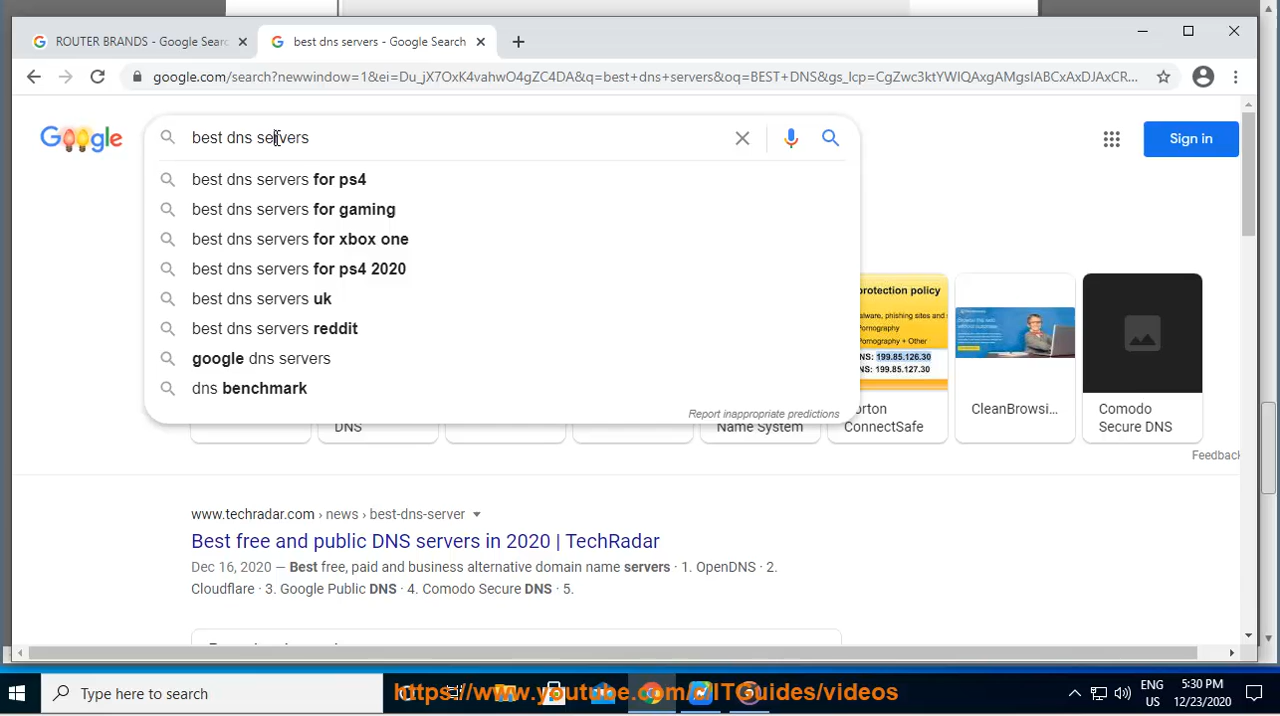 ROUTER BRANDS - Google Searc
best dns servers - Google Search
google.com/search?newwindow=1&ei=Du_jX7OxK4vahwO4gZC4DA&q=best+dns+servers&oq=BEST+DNS&gs_lcp=CgZwc3ktYWIQAxgAMgsIABCxAxDJAxCR...
Google
best dns servers
Sign in
best dns servers for ps4
best dns servers for gaming
best dns servers for xbox one
best dns servers for ps4 2020
best dns servers uk
best dns servers reddit
google dns servers
dns benchmark
Report inappropriate predictions
protection policy
alware, phishing sites and s
Pornography
Pornography + Other
NS: 199.85.126.30
NS: 199.85.127.30
DNS
Name System
orton
ConnectSafe
CleanBrowsi...
Comodo
Secure DNS
Feedback
www.techradar.com › news › best-dns-server
Best free and public DNS servers in 2020 | TechRadar
Dec 16, 2020 — Best free, paid and business alternative domain name servers · 1. OpenDNS · 2.
Cloudflare · 3. Google Public DNS · 4. Comodo Secure DNS · 5.
Type here to search
https://www.youtube.com/c/ITGuides/videos
ENG
US
5:30 PM
12/23/2020